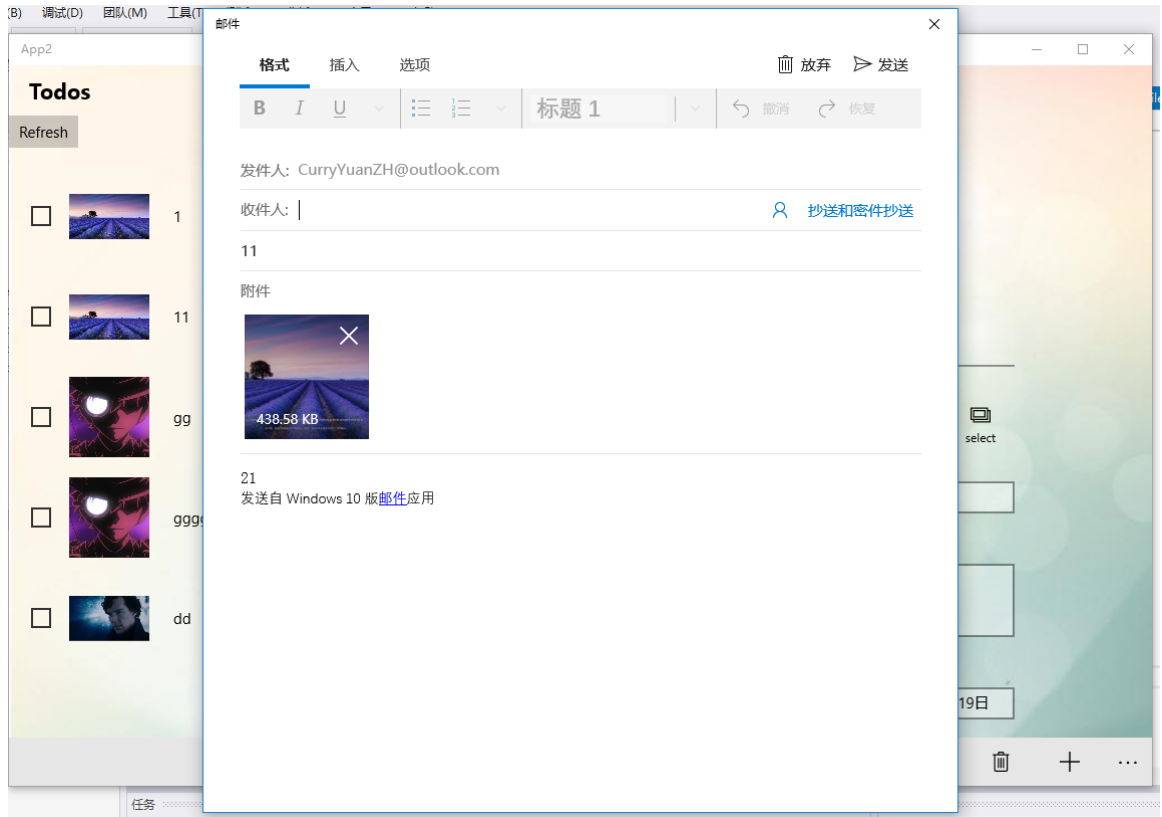 (B) 调试(D) 团队(M) 工具(T
App2
Todos
Refresh
1
11
gg
ggg
dd
邮件
格式 插入 选项 放弃 发送
B I U 标题 1 撤消 恢复
发件人: CurryYuanZH@outlook.com
收件人: 抄送和密件抄送
11
附件
438.58 KB
21
发送自 Windows 10 版邮件应用
select
19日
任务